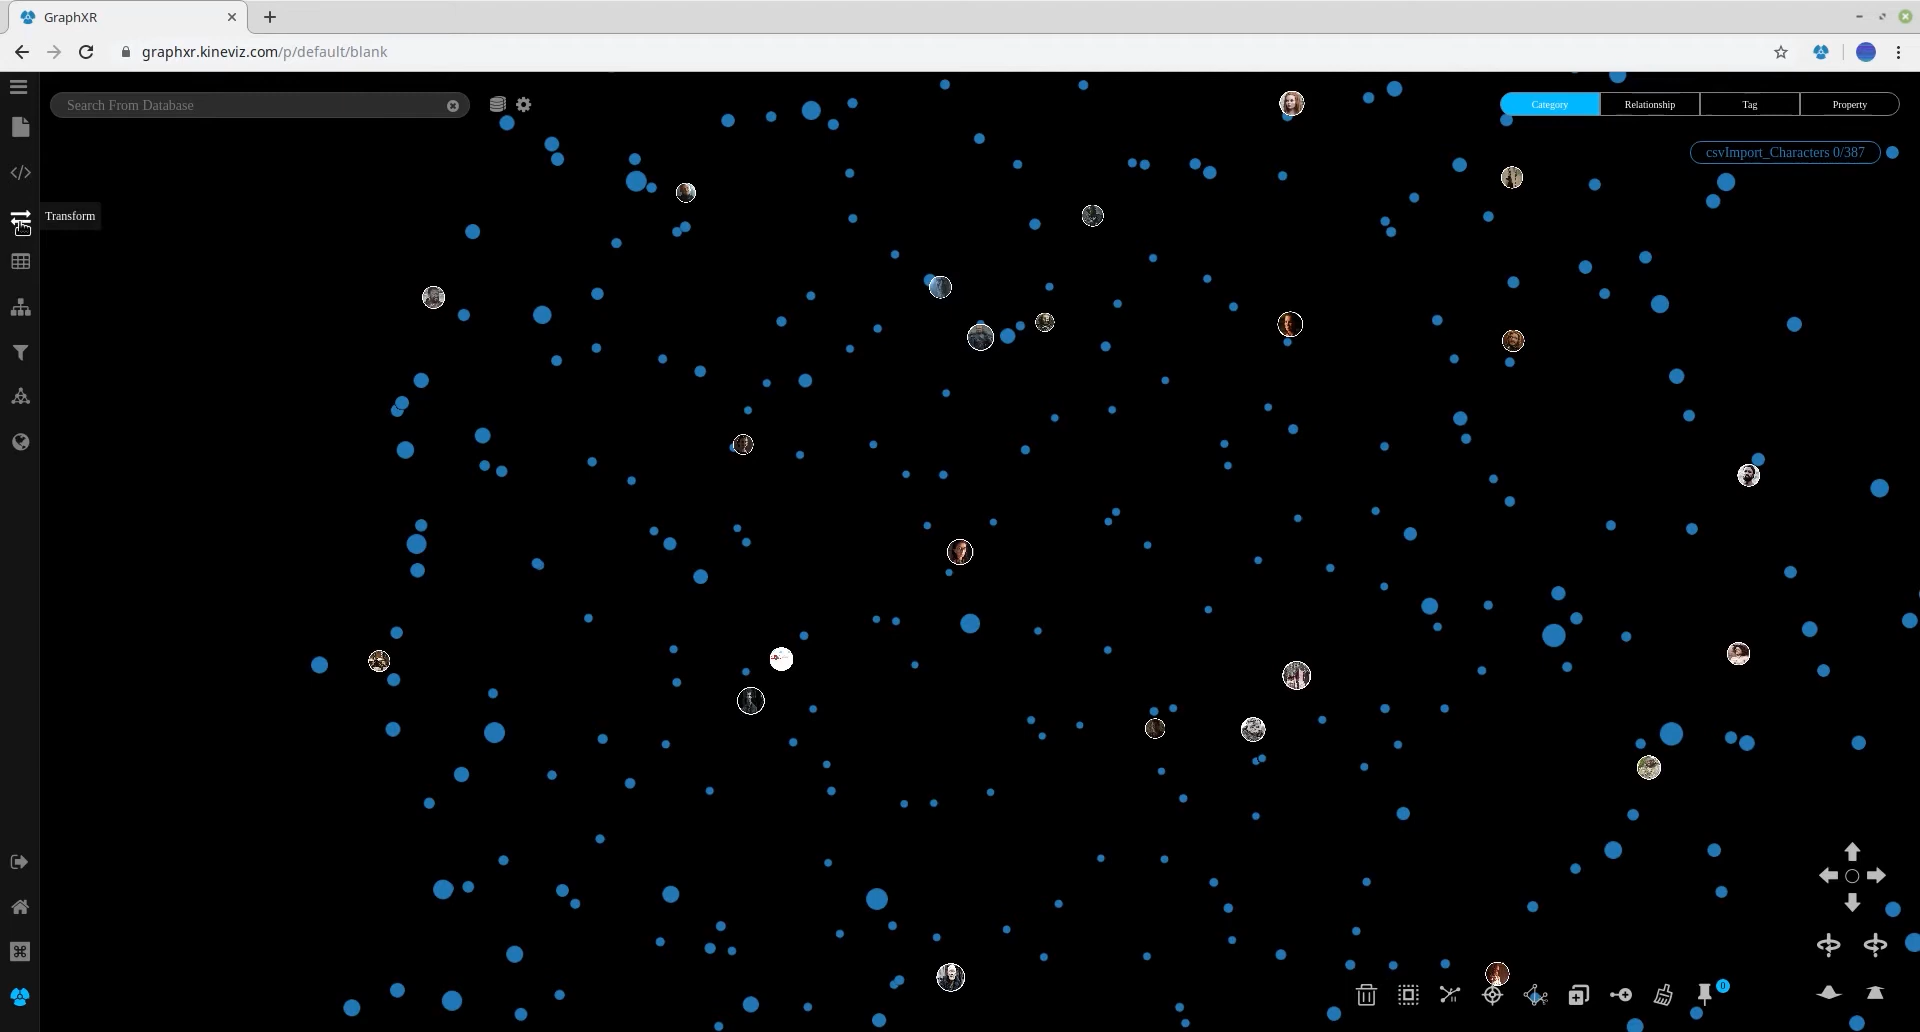 GraphXR
graphxr.kineviz.com/p/default/blank
Search From Database
Category
Relationship
Tag
Property
csvImport_Characters 0/387
Transform
0